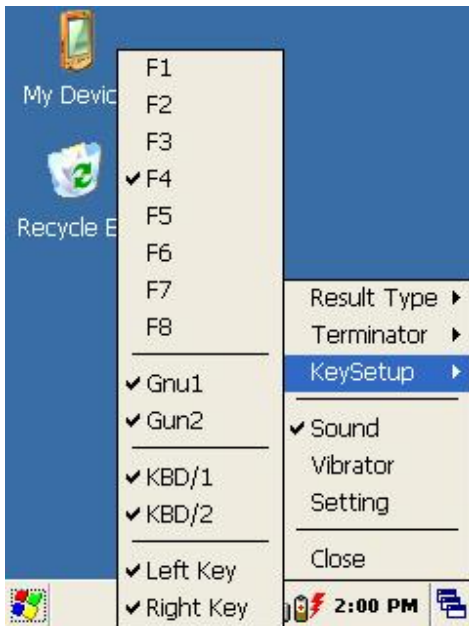 My Devic
Recycle E
F1
F2
F3
F4
F5
F6
F7
F8
Gnu1
Gun2
KBD/1
KBD/2
Left Key
Right Key
Result Type
Terminator
KeySetup
Sound
Vibrator
Setting
Close
2:00 PM